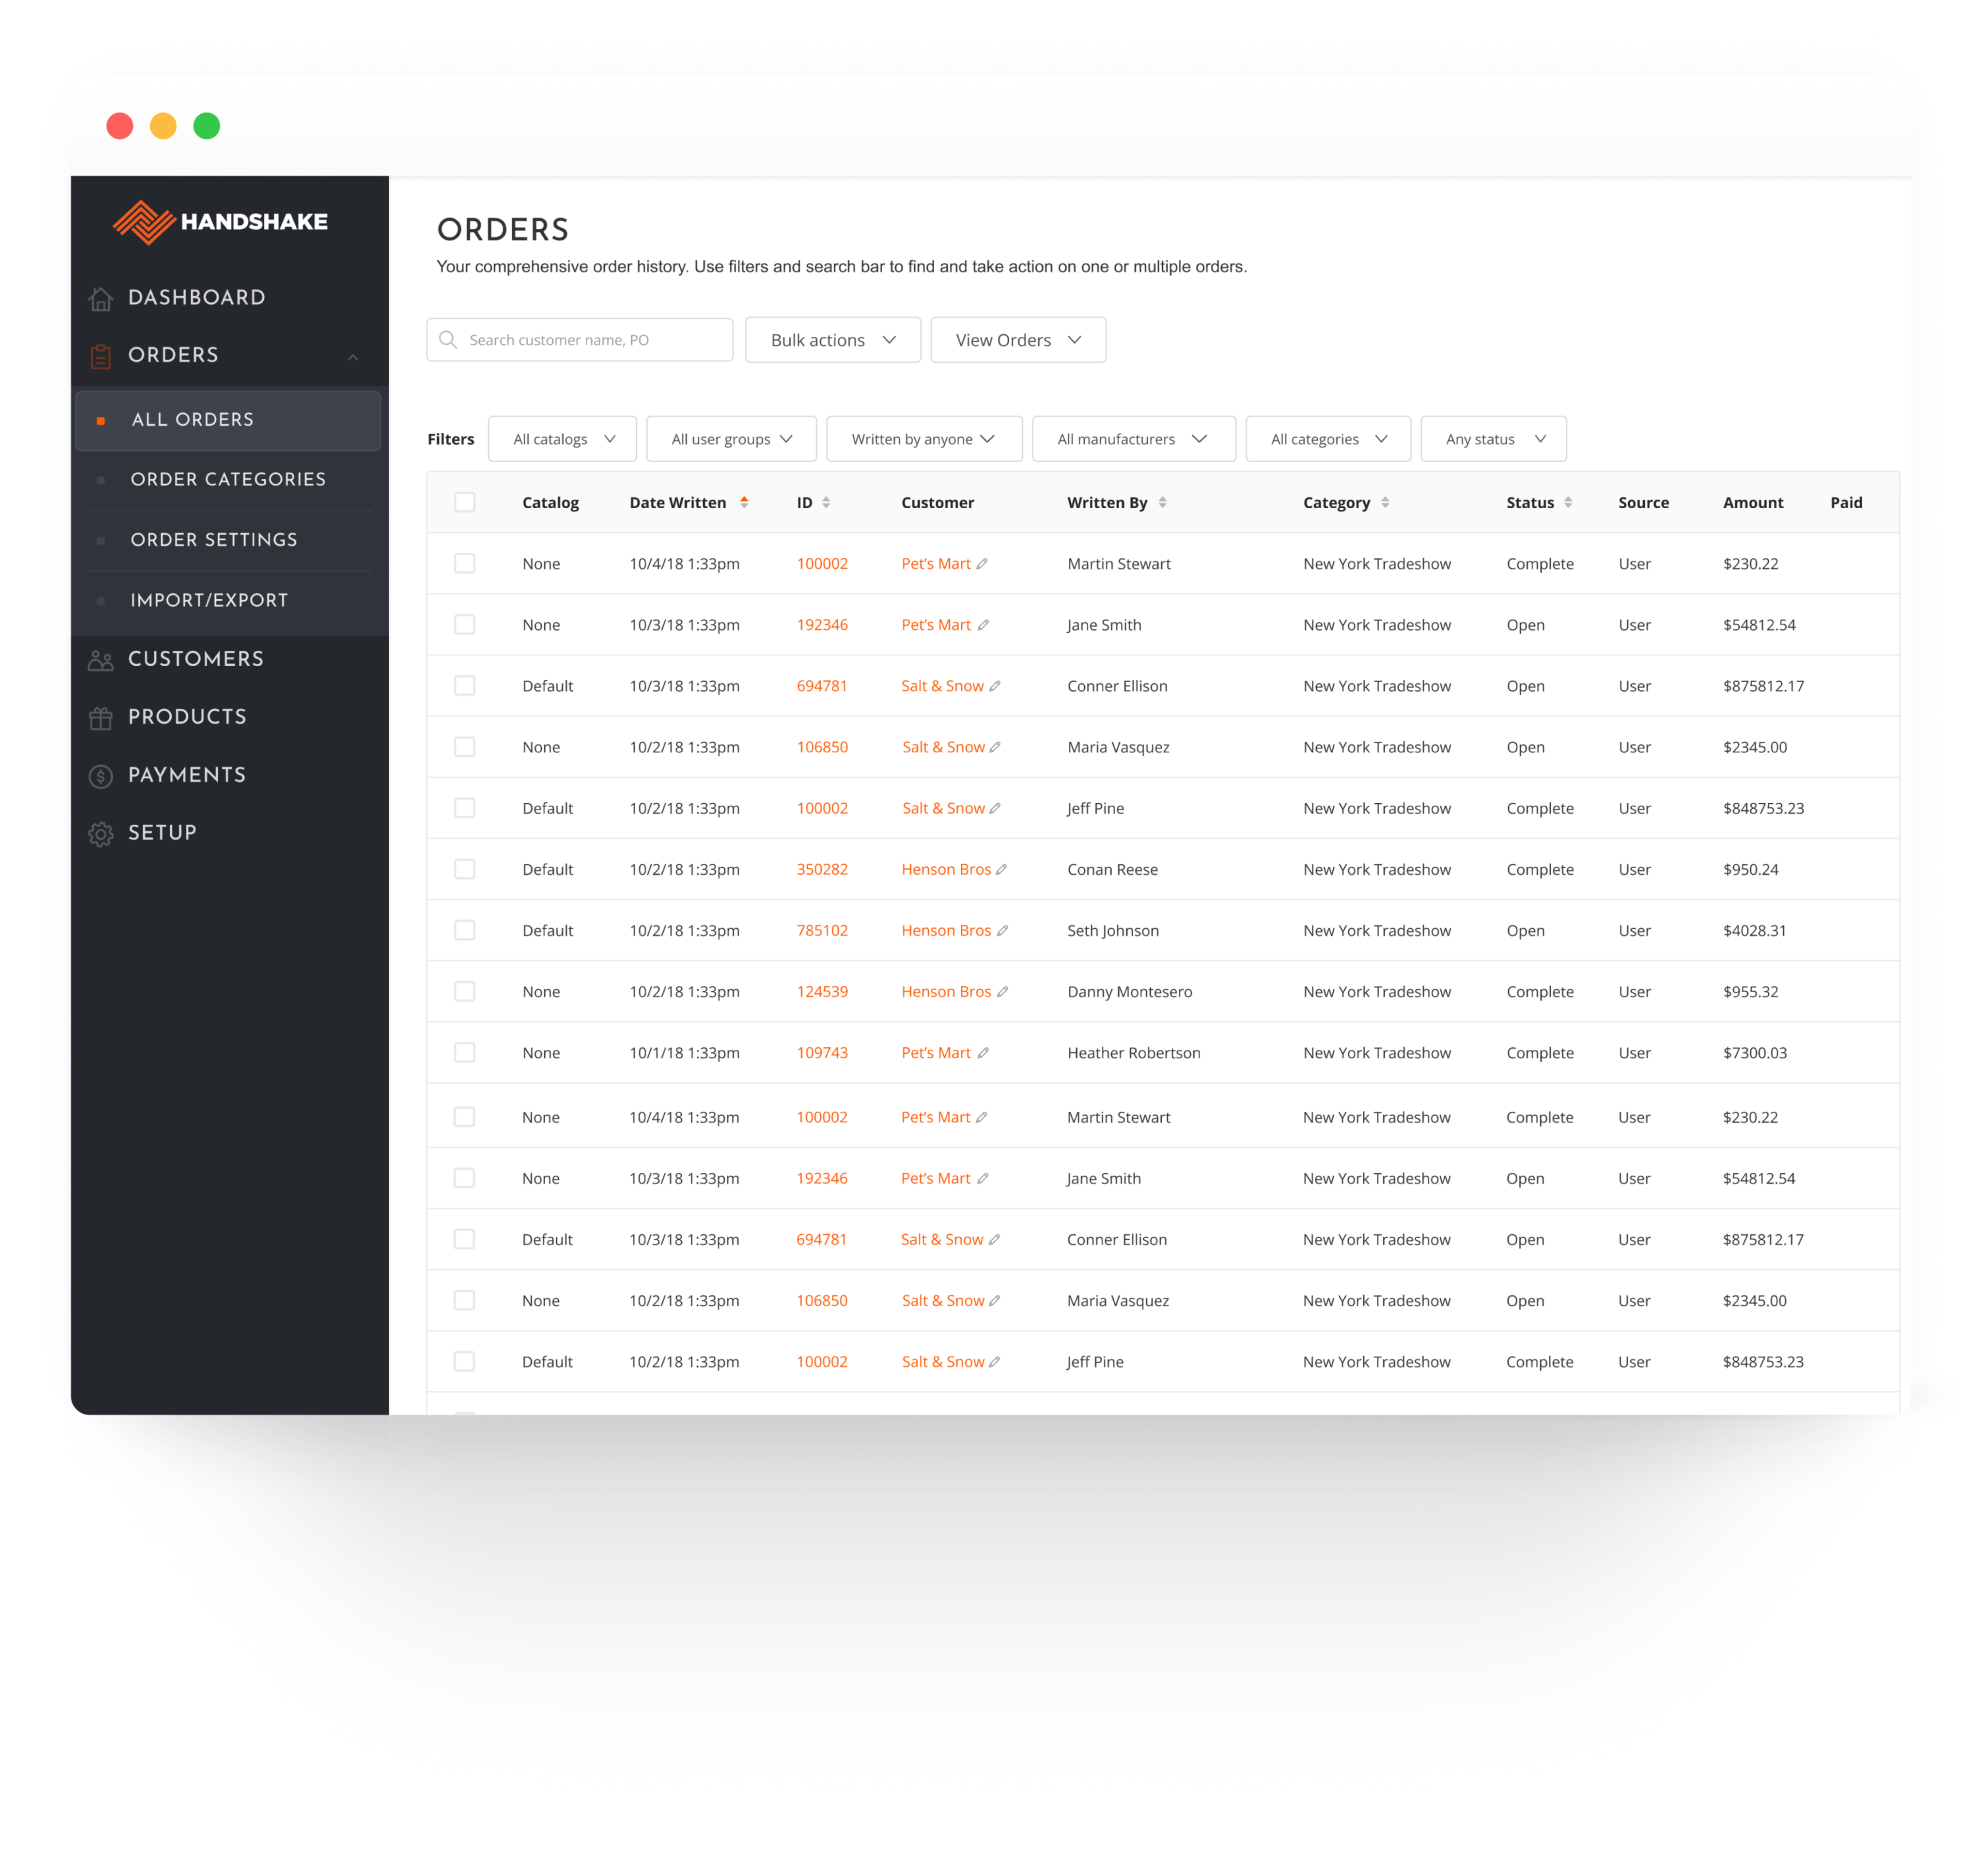 HANDSHAKE
DASHBOARD
ORDERS
ALL ORDERS
ORDER CATEGORIES
ORDER SETTINGS
IMPORT/EXPORT
CUSTOMERS
PRODUCTS
PAYMENTS
SETUP
ORDERS
Your comprehensive order history. Use filters and search bar to find and take action on one or multiple orders.
Search customer name, PO Bulk actions View Orders
Filters All catalogs All user groups Written by anyone All manufacturers All categories Any status
Catalog Date Written ID Customer Written By Category Status Source Amount Paid
None 10/4/18 1:33pm 100002 Pet's Mart Martin Stewart New York Tradeshow Complete User $230.22
None 10/3/18 1:33pm 192346 Pet's Mart Jane Smith New York Tradeshow Open User $54812.54
Default 10/3/18 1:33pm 694781 Salt & Snow Conner Ellison New York Tradeshow Open User $875812.17
None 10/2/18 1:33pm 106850 Salt & Snow Maria Vasquez New York Tradeshow Open User $2345.00
Default 10/2/18 1:33pm 100002 Salt & Snow Jeff Pine New York Tradeshow Complete User $848753.23
Default 10/2/18 1:33pm 350282 Henson Bros Conan Reese New York Tradeshow Complete User $950.24
Default 10/2/18 1:33pm 785102 Henson Bros Seth Johnson New York Tradeshow Open User $4028.31
None 10/2/18 1:33pm 124539 Henson Bros Danny Montesero New York Tradeshow Complete User $955.32
None 10/1/18 1:33pm 109743 Pet's Mart Heather Robertson New York Tradeshow Complete User $7300.03
None 10/4/18 1:33pm 100002 Pet's Mart Martin Stewart New York Tradeshow Complete User $230.22
None 10/3/18 1:33pm 192346 Pet's Mart Jane Smith New York Tradeshow Open User $54812.54
Default 10/3/18 1:33pm 694781 Salt & Snow Conner Ellison New York Tradeshow Open User $875812.17
None 10/2/18 1:33pm 106850 Salt & Snow Maria Vasquez New York Tradeshow Open User $2345.00
Default 10/2/18 1:33pm 100002 Salt & Snow Jeff Pine New York Tradeshow Complete User $848753.23